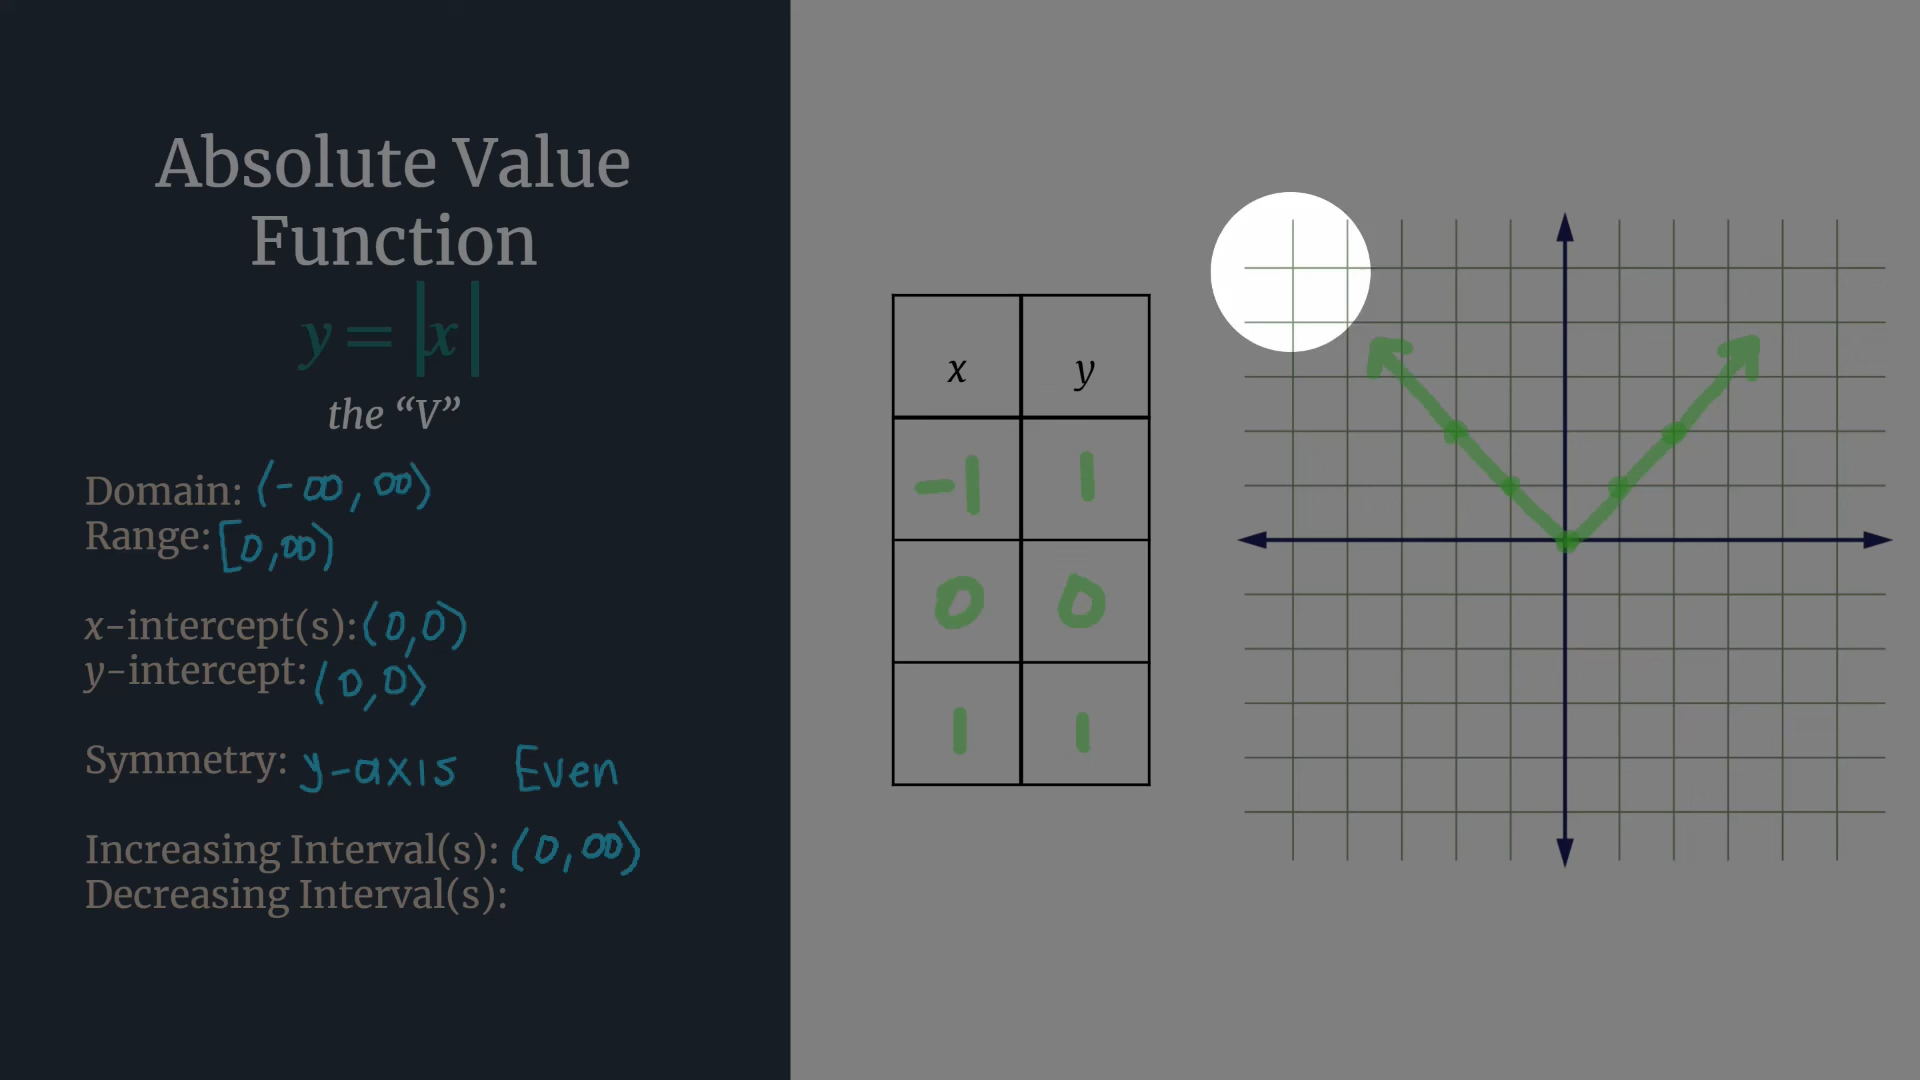 Absolute Value
Function
y = |x|
the “V”
Domain: (-∞, ∞)
Range: [0, ∞)
x-intercept(s): (0, 0)
y-intercept: (0, 0)
Symmetry: y-axis Even
Increasing Interval(s): (0, ∞)
Decreasing Interval(s):
x y
-1 1
0 0
1 1